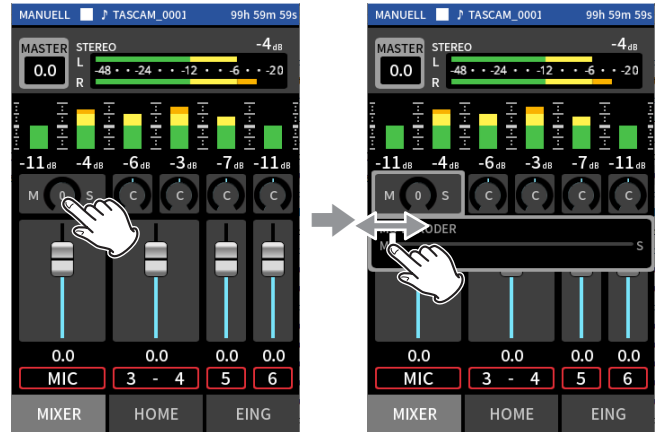 MANUELL ♪ TASCAM_0001 99h 59m 59s
MASTER STEREO -4dB
0.0 L
-48 · · -24 · · -12 · · -6 · · -20
R
-11dB -4dB -6dB -3dB -7dB -11dB
M 0 S C C C
0.0 0.0 0.0 0.0
MIC 3 - 4 5 6
MIXER HOME EING
MANUELL ♪ TASCAM_0001 99h 59m 59s
MASTER STEREO -4dB
0.0 L
-48 · · -24 · · -12 · · -6 · · -20
R
-11dB -4dB -6dB -3dB -7dB -11dB
M 0 S C C C
M S
0.0 0.0 0.0 0.0
MIC 3 - 4 5 6
MIXER HOME EING